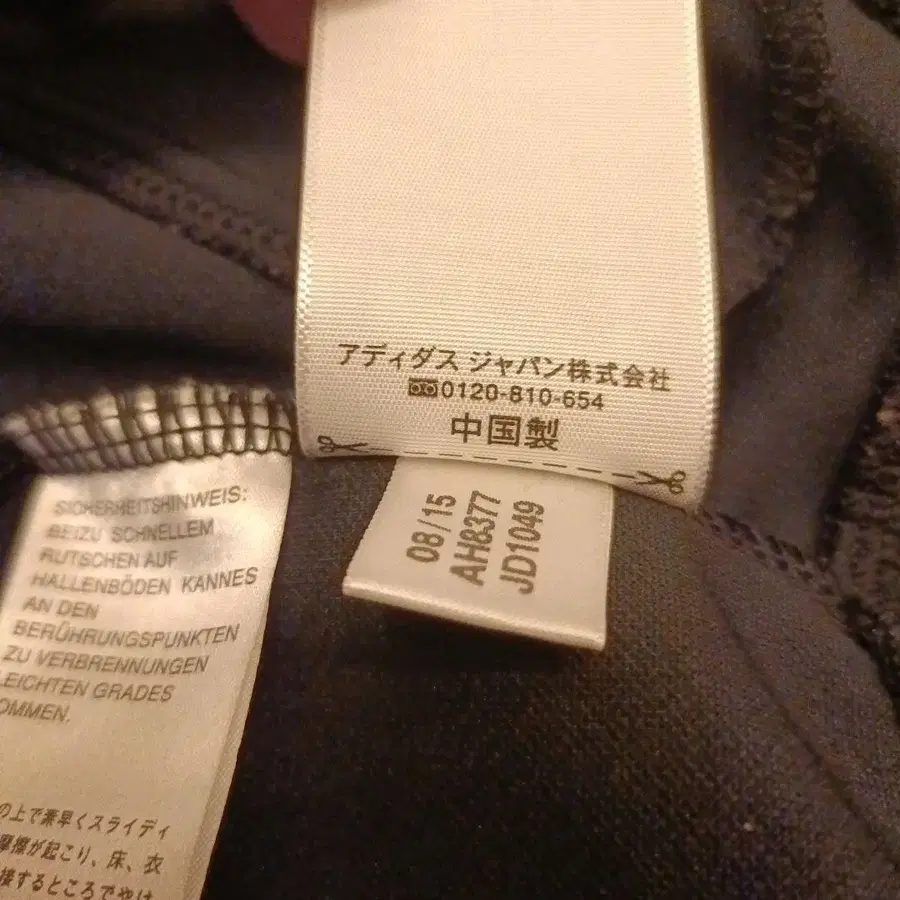 アディダス ジャパン株式会社
0120-810-654
中国製
08/15
AH8377
JD1049
SICHERHEITSHINWEIS:
BEIZU SCHNELLEM
RUTSCHEN AUF
HALLENBÖDEN KANNES
AN DEN
BERÜHRUNGSPUNKTEN
ZU VERBRENNUNGEN
LEICHTEN GRADES
OMMEN.
の上で素早くスライディ
摩擦が起こり、床、衣
接するところでやけ